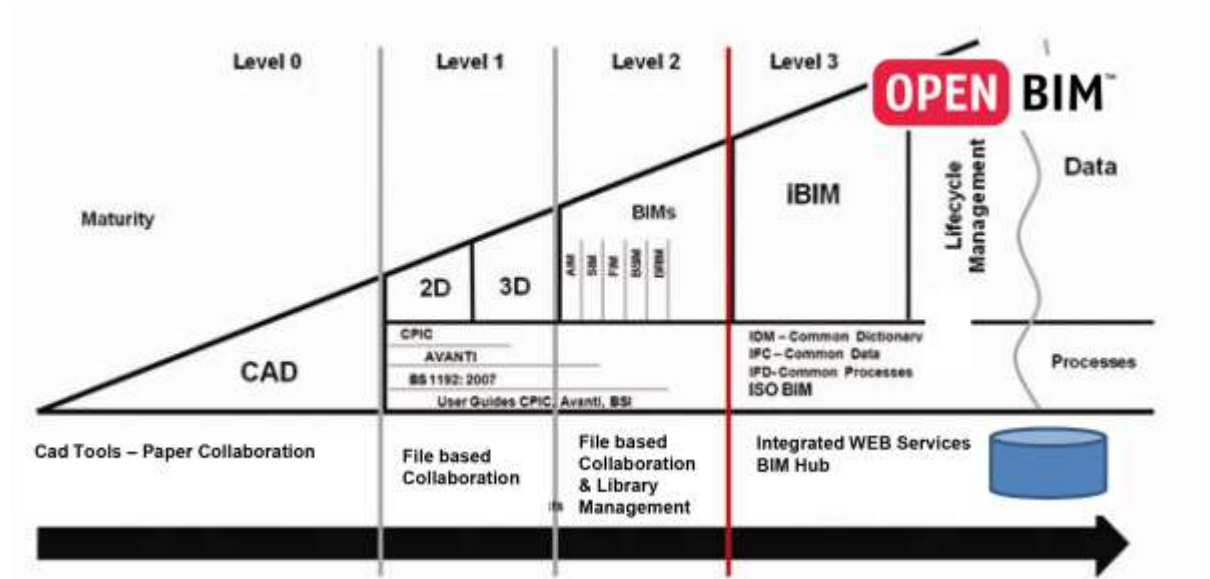 Level 0
Level 1
Level 2
Level 3
OPEN BIM™
Maturity
BIMs
iBIM
Lifecycle
Management
Data
2D
3D
AIM
SIM
FIM
BSIM
BRIM
CAD
CPIC
AVANTI
BS 1192: 2007
User Guides CPIC, Avanti, BSI
IDM – Common Dictionary
IFC – Common Data
IFD- Common Processes
ISO BIM
Processes
Cad Tools – Paper Collaboration
File based
Collaboration
File based
Collaboration
& Library
Management
Integrated WEB Services
BIM Hub